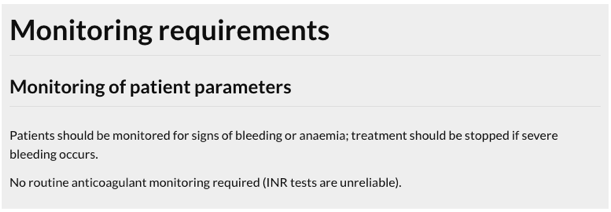 Monitoring requirements
Monitoring of patient parameters
Patients should be monitored for signs of bleeding or anaemia; treatment should be stopped if severe
bleeding occurs.
No routine anticoagulant monitoring required (INR tests are unreliable).